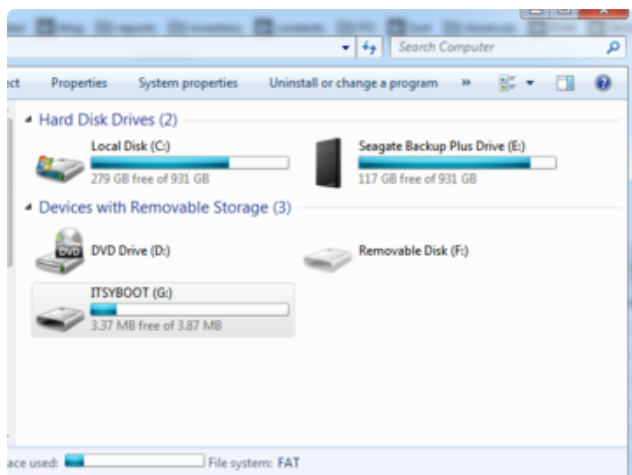 Search Computer
Properties System properties Uninstall or change a program »
Hard Disk Drives (2)
Local Disk (C:)
279 GB free of 931 GB
Seagate Backup Plus Drive (E:)
117 GB free of 931 GB
Devices with Removable Storage (3)
DVD
DVD Drive (D:)
Removable Disk (F:)
ITSYBOOT (G:)
3.37 MB free of 3.87 MB
used: File system: FAT